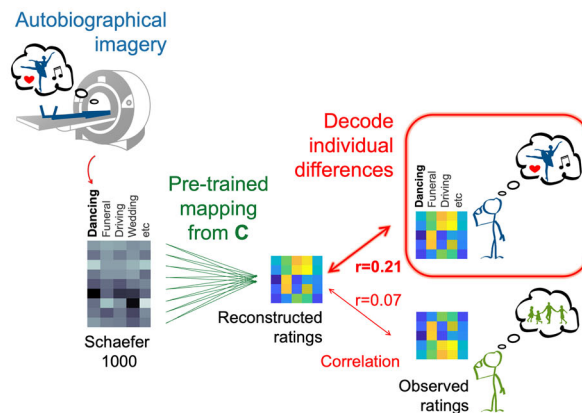 Autobiographical
imagery
Decode
individual
differences
Pre-trained
mapping
from C
Dancing
Funeral
Driving
Wedding
etc
Dancing
Funeral
Driving
etc
r=0.21
r=0.07
Reconstructed
ratings
Schaefer
1000
Correlation
Observed
ratings